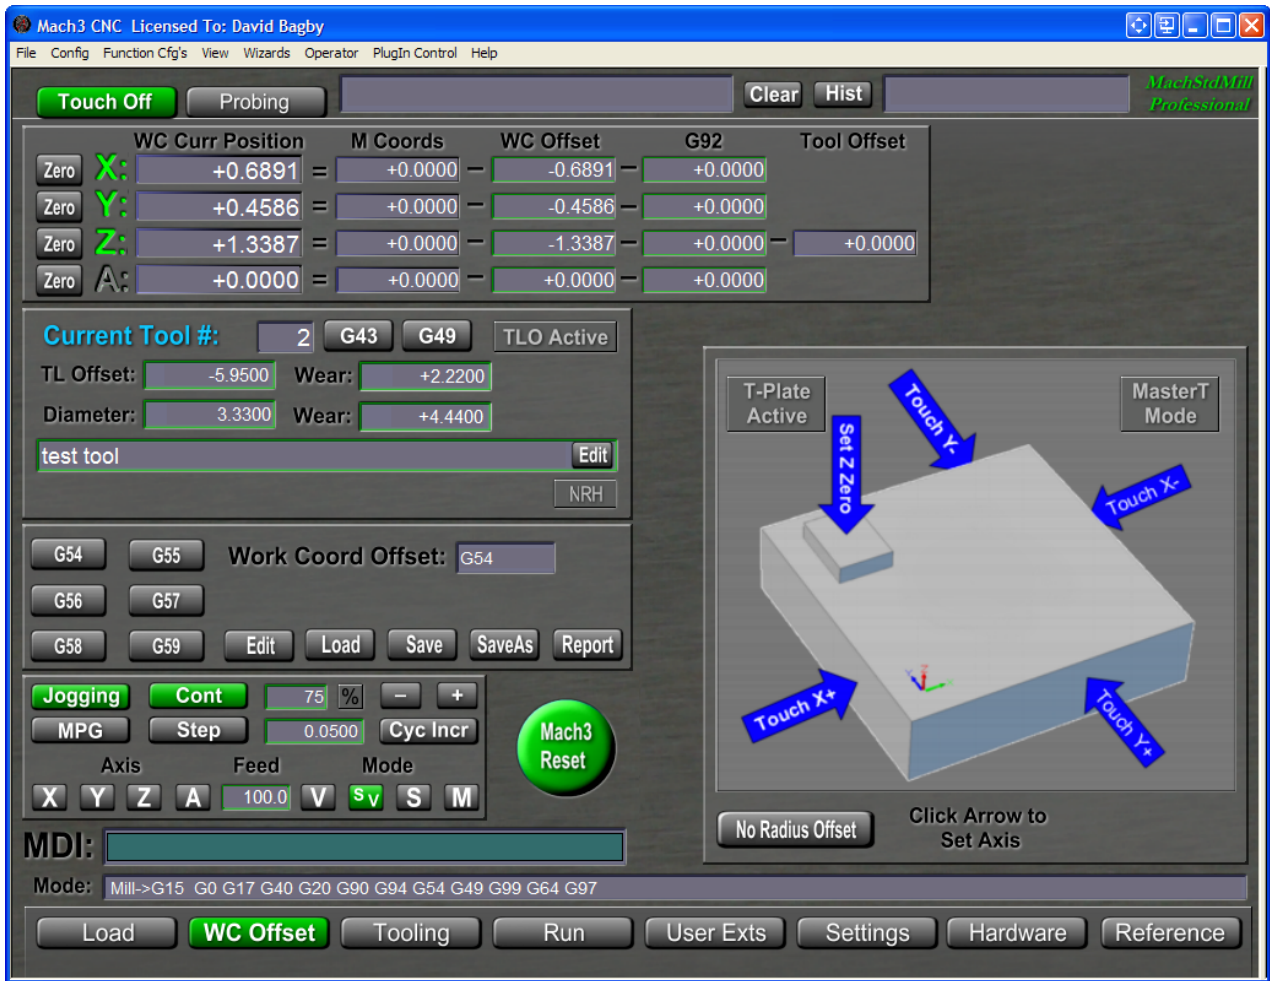 Mach3 CNC Licensed To: David Bagby
File Config Function Cfg's View Wizards Operator PlugIn Control Help
Touch Off Probing Clear Hist MachStdMill
Professional
WC Curr Position M Coords WC Offset G92 Tool Offset
Zero X: +0.6891 = +0.0000 − -0.6891 − +0.0000
Zero Y: +0.4586 = +0.0000 − -0.4586 − +0.0000
Zero Z: +1.3387 = +0.0000 − -1.3387 − +0.0000 − +0.0000
Zero A: +0.0000 = +0.0000 − +0.0000 − +0.0000
Current Tool #: 2 G43 G49 TLO Active
TL Offset: -5.9500 Wear: +2.2200
Diameter: 3.3300 Wear: +4.4400
test tool Edit
NRH
G54 G55 Work Coord Offset: G54
G56 G57
G58 G59 Edit Load Save SaveAs Report
Jogging Cont 75 % − +
MPG Step 0.0500 Cyc Incr
Axis Feed Mode
X Y Z A 100.0 V SV S M
Mach3
Reset
T-Plate
Active
MasterT
Mode
Set Z Zero
Touch Y-
Touch X-
Touch X+
Touch Y+
No Radius Offset
Click Arrow to
Set Axis
MDI:
Mode: Mill->G15 G0 G17 G40 G20 G90 G94 G54 G49 G99 G64 G97
Load WC Offset Tooling Run User Exts Settings Hardware Reference